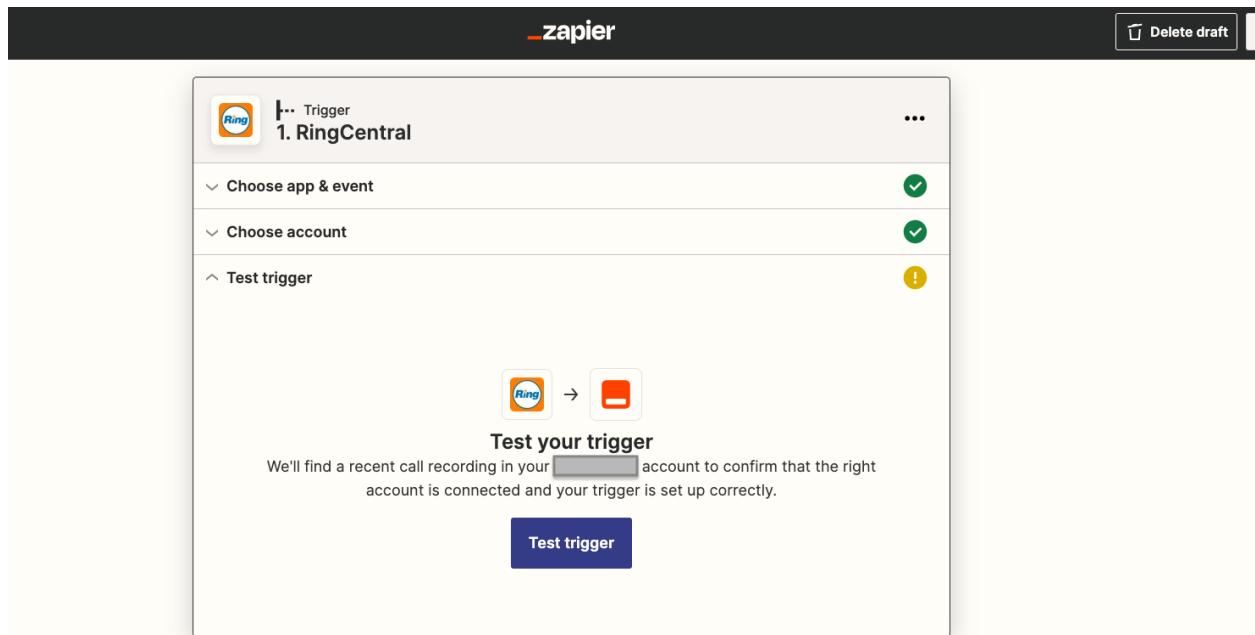 _zapier
Delete draft
Ring
Trigger
1. RingCentral
Choose app & event
Choose account
Test trigger
Ring
Test your trigger
We'll find a recent call recording in your account to confirm that the right
account is connected and your trigger is set up correctly.
Test trigger